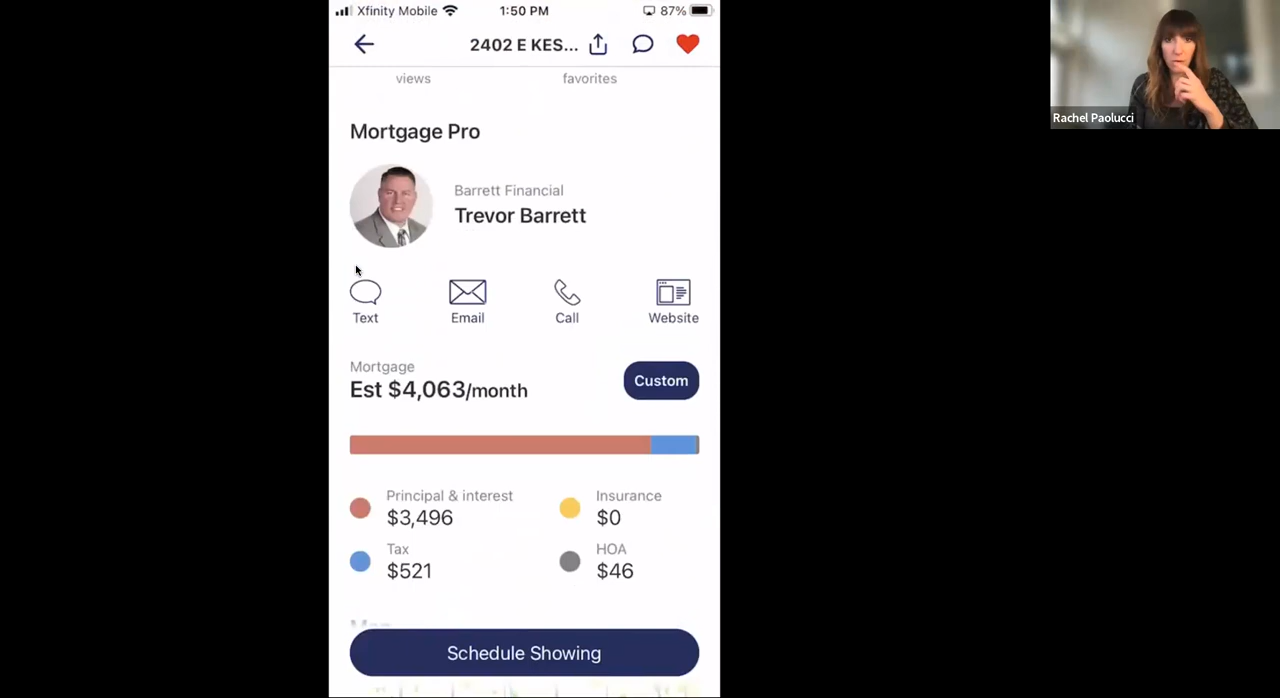 Xfinity Mobile 1:50 PM 87%
2402 E KES...
views favorites
Mortgage Pro
Barrett Financial
Trevor Barrett
Text Email Call Website
Mortgage
Est $4,063/month
Custom
Principal & interest Insurance
$3,496 $0
Tax HOA
$521 $46
Schedule Showing
Rachel Paolucci